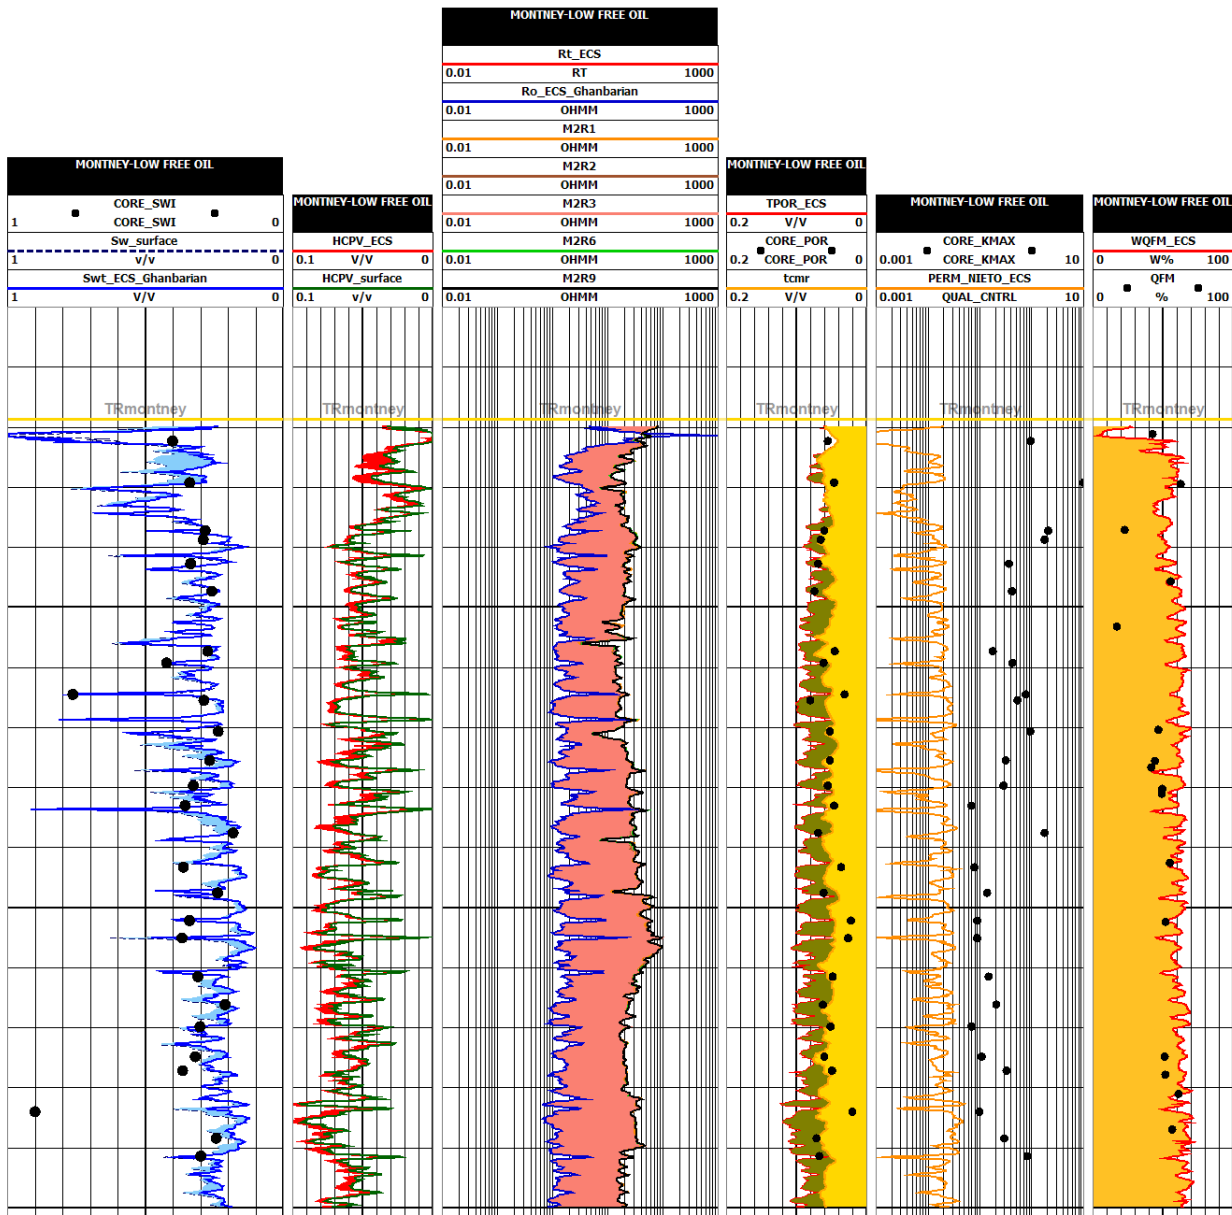 MONTNEY-LOW FREE OIL
CORE_SWI
1 CORE_SWI 0
Sw_surface
1 v/v 0
Swt_ECS_Ghanbarian
1 V/V 0
MONTNEY-LOW FREE OIL
HCPV_ECS
0.1 V/V 0
HCPV_surface
0.1 v/v 0
MONTNEY-LOW FREE OIL
Rt_ECS
0.01 RT 1000
Ro_ECS_Ghanbarian
0.01 OHMM 1000
M2R1
0.01 OHMM 1000
M2R2
0.01 OHMM 1000
M2R3
0.01 OHMM 1000
M2R6
0.01 OHMM 1000
M2R9
0.01 OHMM 1000
MONTNEY-LOW FREE OIL
TPOR_ECS
0.2 V/V 0
CORE_POR
0.2 CORE_POR 0
tcmr
0.2 V/V 0
MONTNEY-LOW FREE OIL
CORE_KMAX
0.001 CORE_KMAX 10
PERM_NIETO_ECS
0.001 QUAL_CNTRL 10
MONTNEY-LOW FREE OIL
WQFM_ECS
0 W% 100
QFM
0 % 100
TRmontney
TRmontney
TRmontney
TRmontney
TRmontney
TRmontney